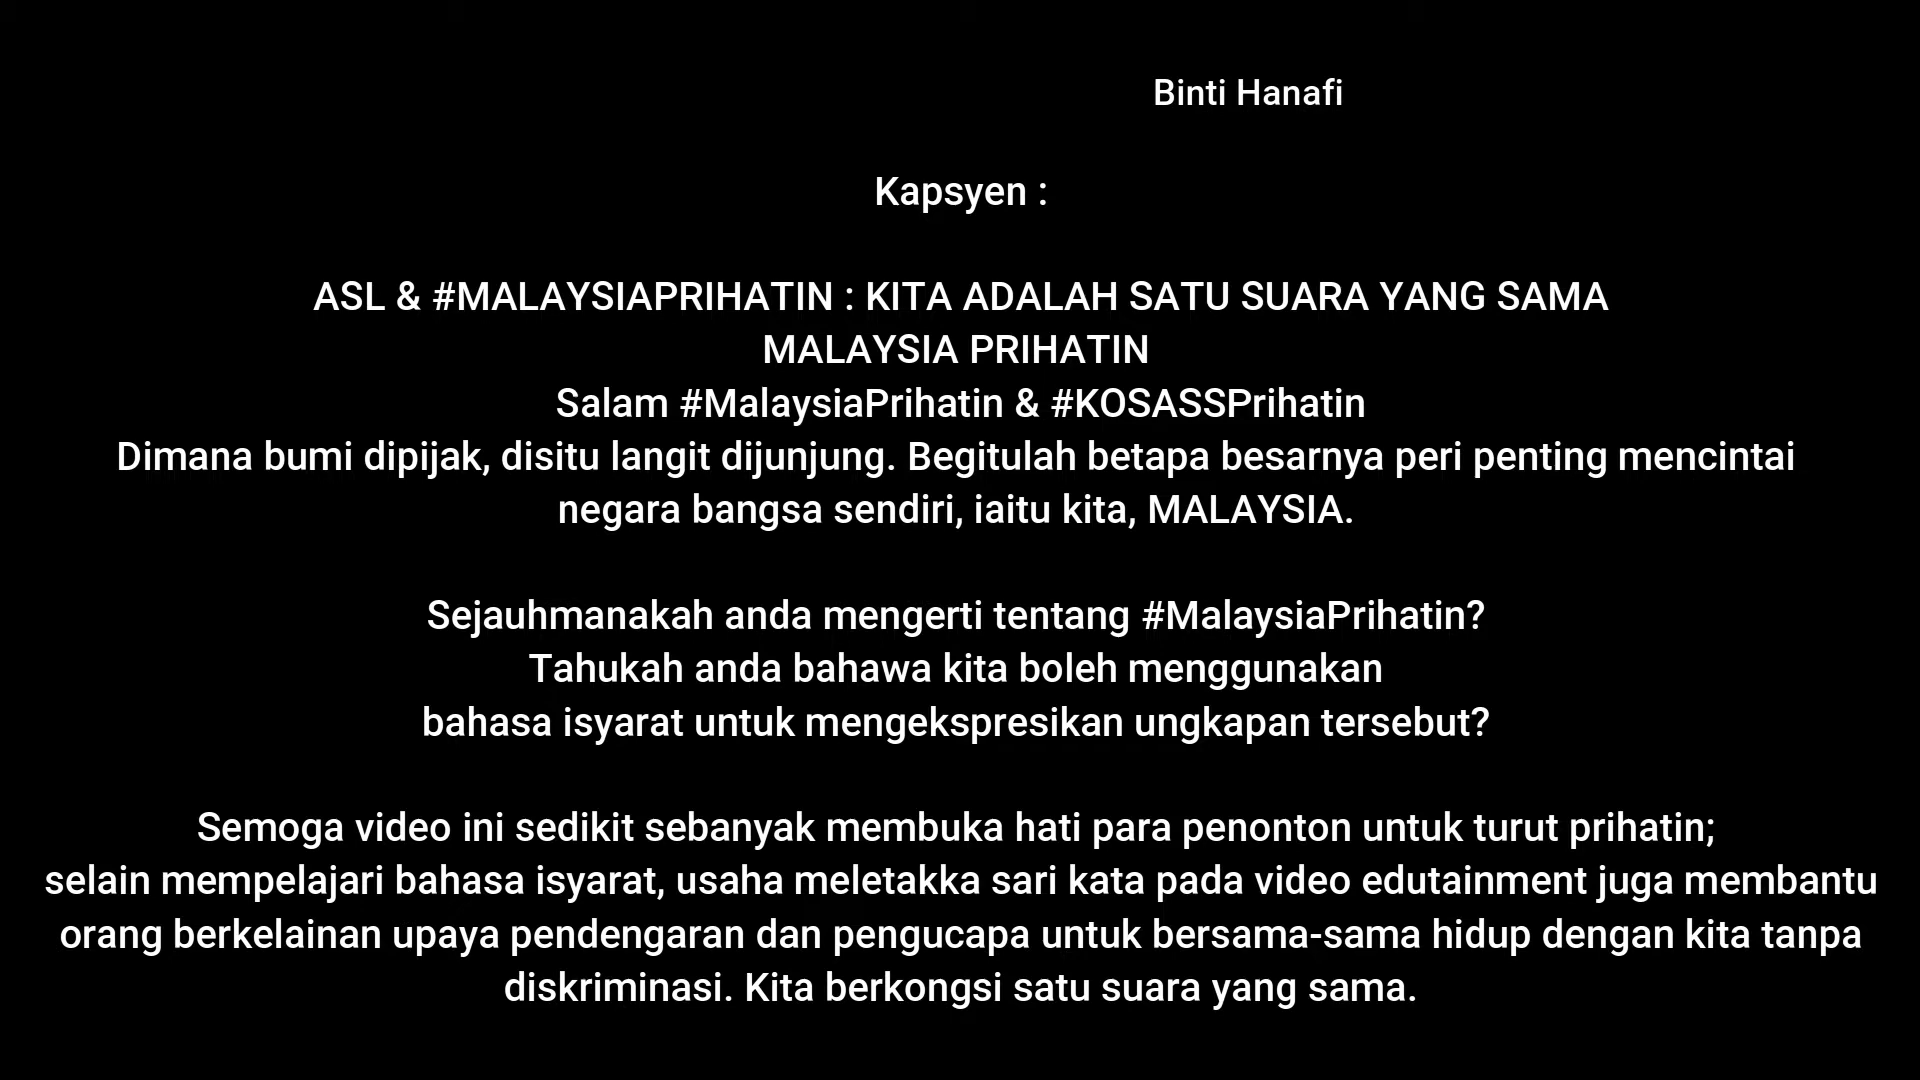 Binti Hanafi
Kapsyen :
ASL & #MALAYSIAPRIHATIN : KITA ADALAH SATU SUARA YANG SAMA
MALAYSIA PRIHATIN
Salam #MalaysiaPrihatin & #KOSASSPrihatin
Dimana bumi dipijak, disitu langit dijunjung. Begitulah betapa besarnya peri penting mencintai
negara bangsa sendiri, iaitu kita, MALAYSIA.
Sejauhmanakah anda mengerti tentang #MalaysiaPrihatin?
Tahukah anda bahawa kita boleh menggunakan
bahasa isyarat untuk mengekspresikan ungkapan tersebut?
Semoga video ini sedikit sebanyak membuka hati para penonton untuk turut prihatin;
selain mempelajari bahasa isyarat, usaha meletakka sari kata pada video edutainment juga membantu
orang berkelainan upaya pendengaran dan pengucapa untuk bersama-sama hidup dengan kita tanpa
diskriminasi. Kita berkongsi satu suara yang sama.